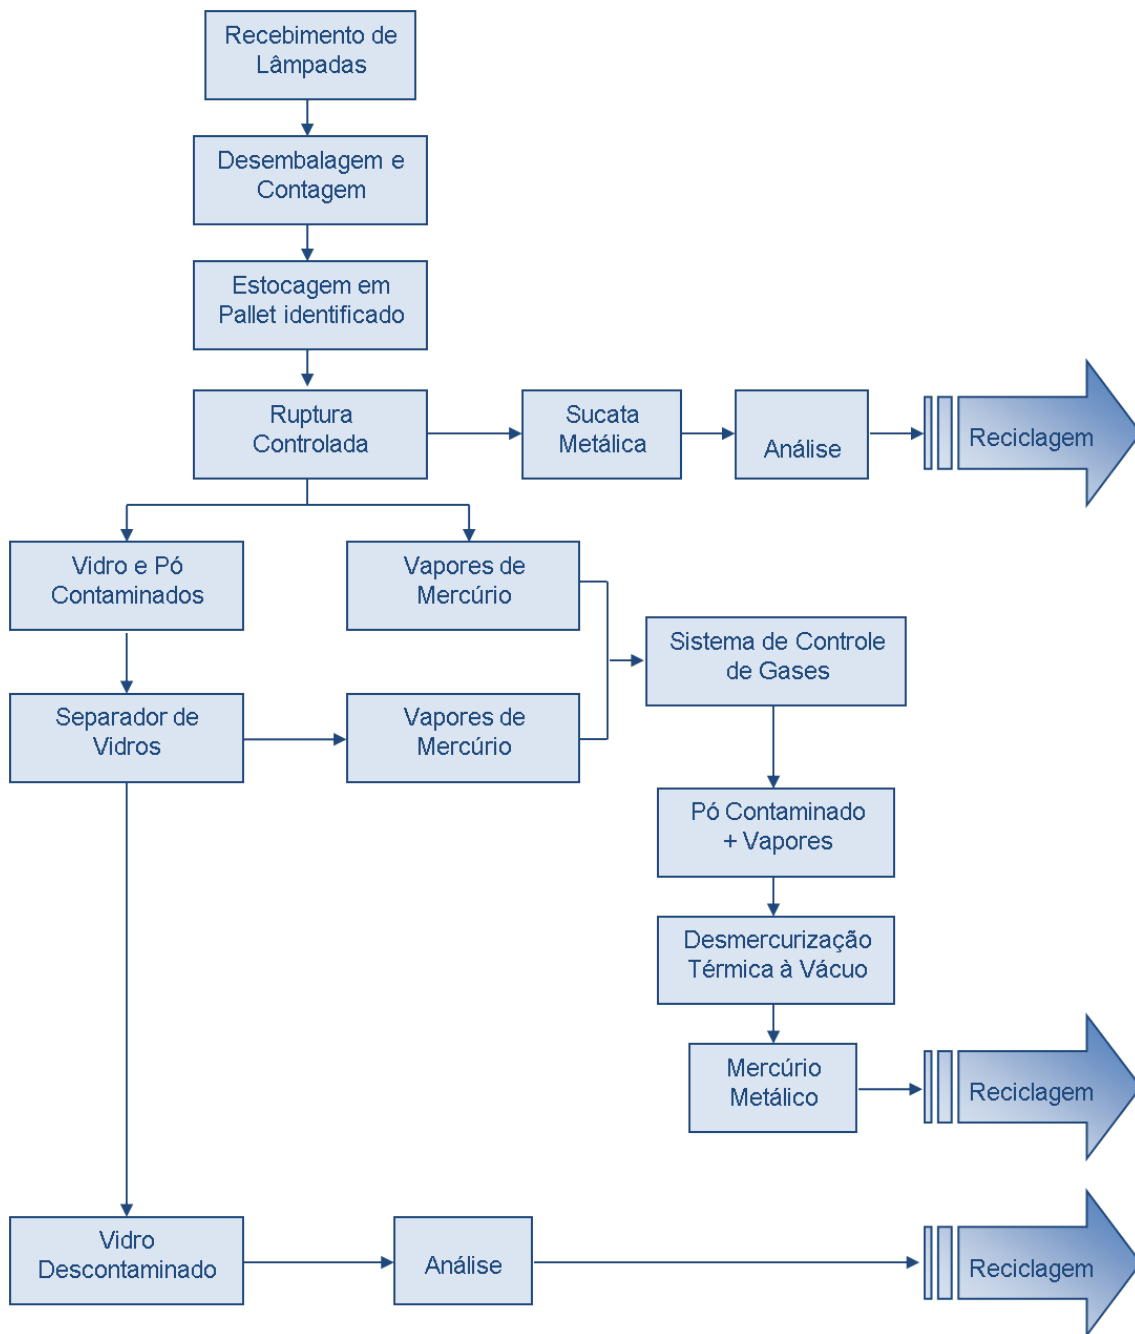 Recebimento de
Lâmpadas
Desembalagem e
Contagem
Estocagem em
Pallet identificado
Ruptura
Controlada
Sucata
Metálica
Análise
Reciclagem
Vidro e Pó
Contaminados
Vapores de
Mercúrio
Sistema de Controle
de Gases
Separador de
Vidros
Vapores de
Mercúrio
Pó Contaminado
+ Vapores
Desmercurização
Térmica à Vácuo
Mercúrio
Metálico
Reciclagem
Vidro
Descontaminado
Análise
Reciclagem